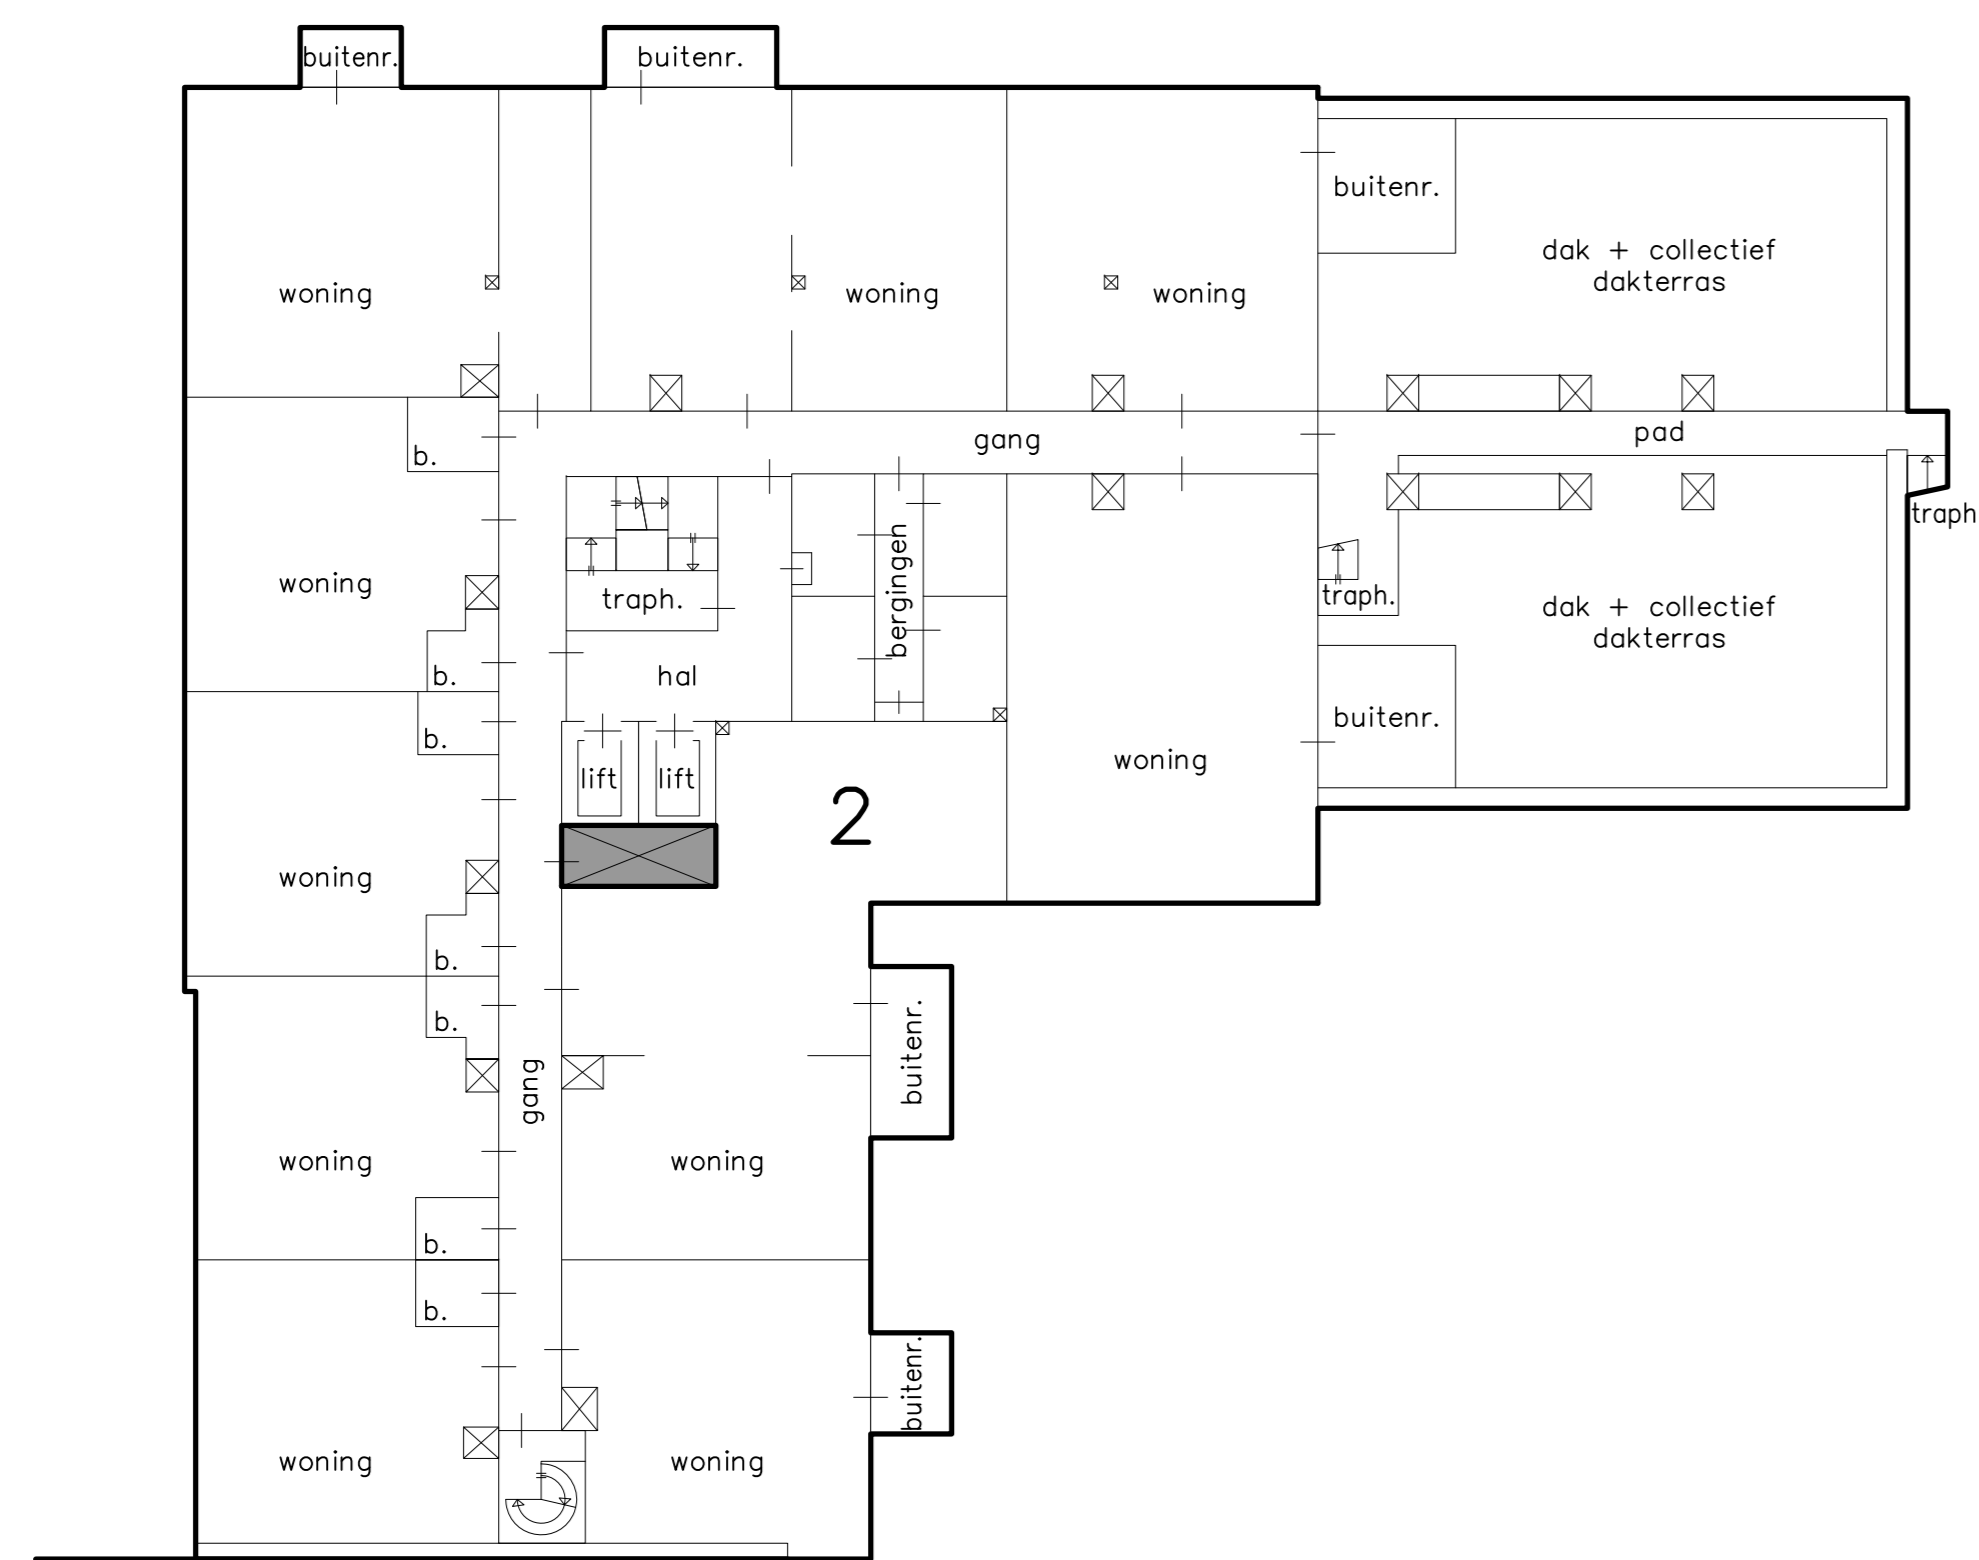 buitenr.
buitenr.
buitenr.
dak + collectief
dakterras
woning
woning
woning
gang
pad
b.
traph.
bergingen
traph
woning
traph.
dak + collectief
dakterras
hal
b.
buitenr.
b.
lift
lift
woning
2
woning
b.
b.
buitenr.
gang
woning
woning
b.
b.
buitenr.
woning
woning